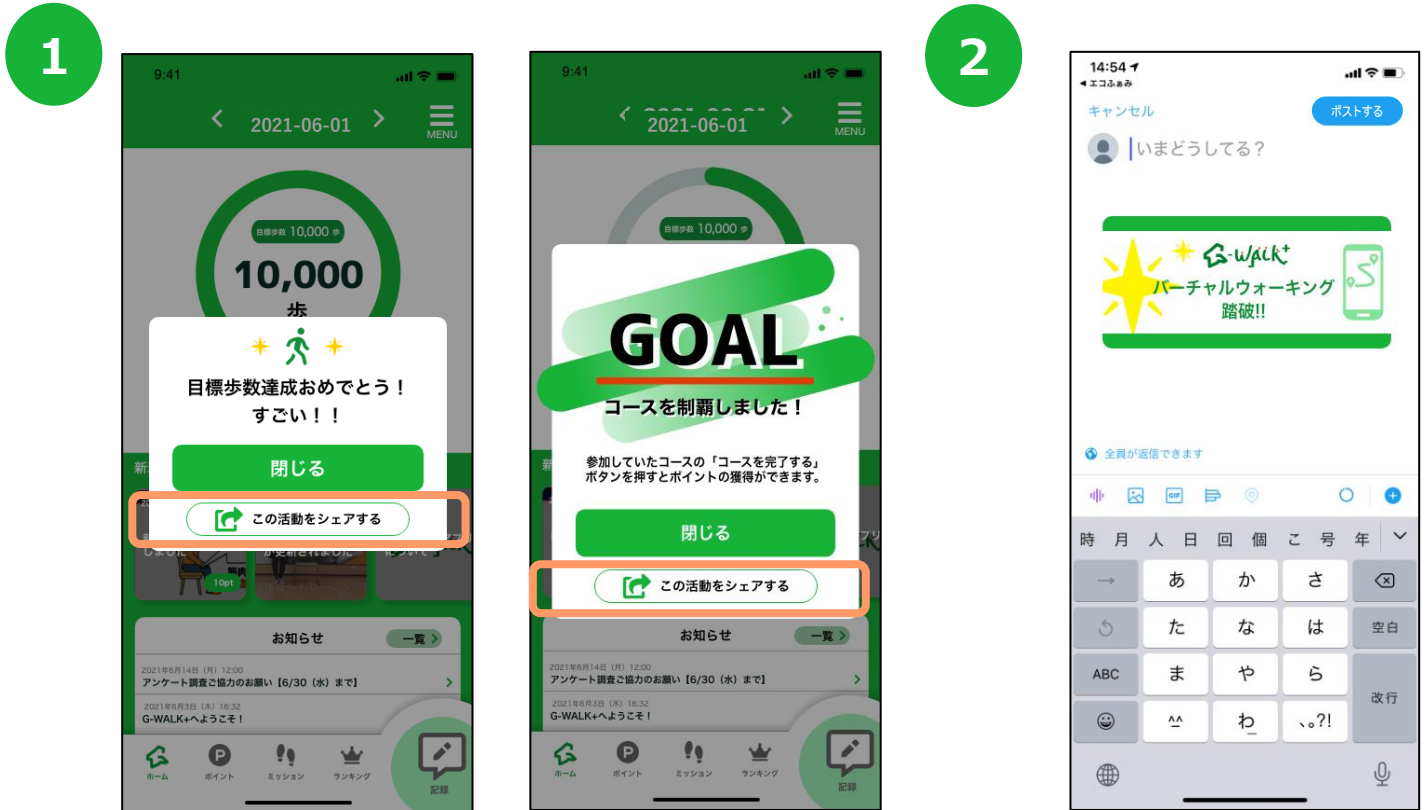 1
9:41
2021-06-01
MENU
目標歩数 10,000 歩
10,000
歩
目標歩数達成おめでとう！
すごい！！
閉じる
この活動をシェアする
しました
が更新されました
について
10pt
お知らせ
一覧
2021年6月14日（月）12:00
アンケート調査ご協力のお願い【6/30（水）まで】
2021年6月3日（木）16:32
G-WALK+へようこそ！
ホーム
ポイント
ミッション
ランキング
記録
9:41
2021-06-01
MENU
目標歩数 10,000 歩
GOAL
コースを制覇しました！
参加していたコースの「コースを完了する」
ボタンを押すとポイントの獲得ができます。
閉じる
この活動をシェアする
お知らせ
一覧
2021年6月14日（月）12:00
アンケート調査ご協力のお願い【6/30（水）まで】
2021年6月3日（木）16:32
G-WALK+へようこそ！
ホーム
ポイント
ミッション
ランキング
記録
2
14:54
エコふぁみ
キャンセル
ポストする
いまどうしてる？
G-WALK+
バーチャルウォーキング
踏破!!
全員が返信できます
GIF
時 月 人 日 回 個 こ 号 年
→ あ か さ
た な は 空白
ABC ま や ら
改行
^^ わ 、。?!